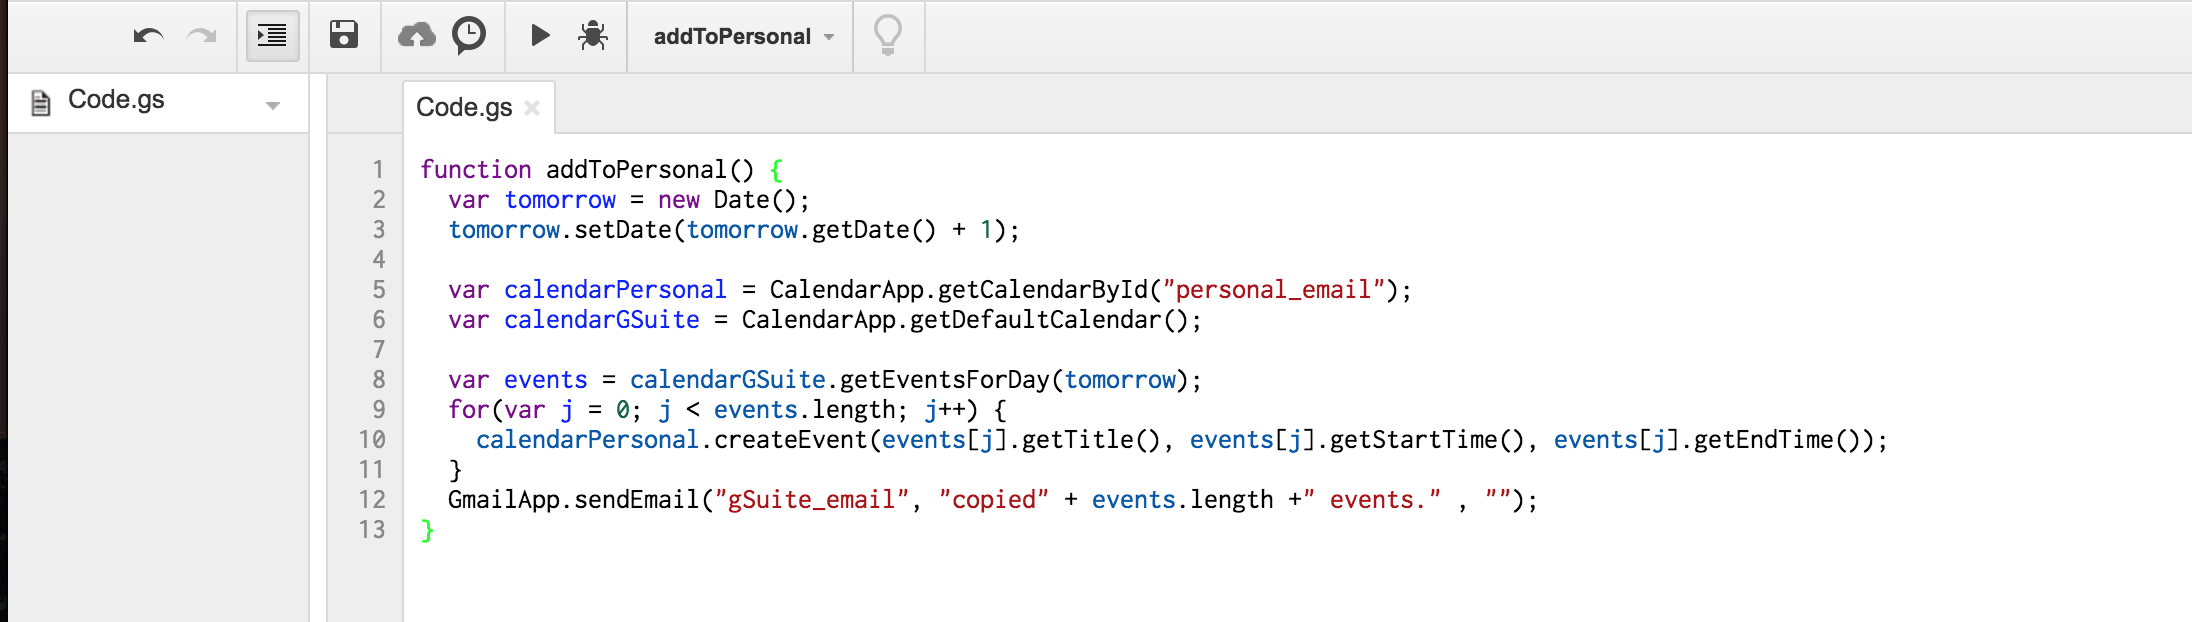 addToPersonal
Code.gs
Code.gs
1 function addToPersonal() {
2 var tomorrow = new Date();
3 tomorrow.setDate(tomorrow.getDate() + 1);
4
5 var calendarPersonal = CalendarApp.getCalendarById("personal_email");
6 var calendarGSuite = CalendarApp.getDefaultCalendar();
7
8 var events = calendarGSuite.getEventsForDay(tomorrow);
9 for(var j = 0; j < events.length; j++) {
10 calendarPersonal.createEvent(events[j].getTitle(), events[j].getStartTime(), events[j].getEndTime());
11 }
12 GmailApp.sendEmail("gSuite_email", "copied" + events.length +" events." , "");
13 }